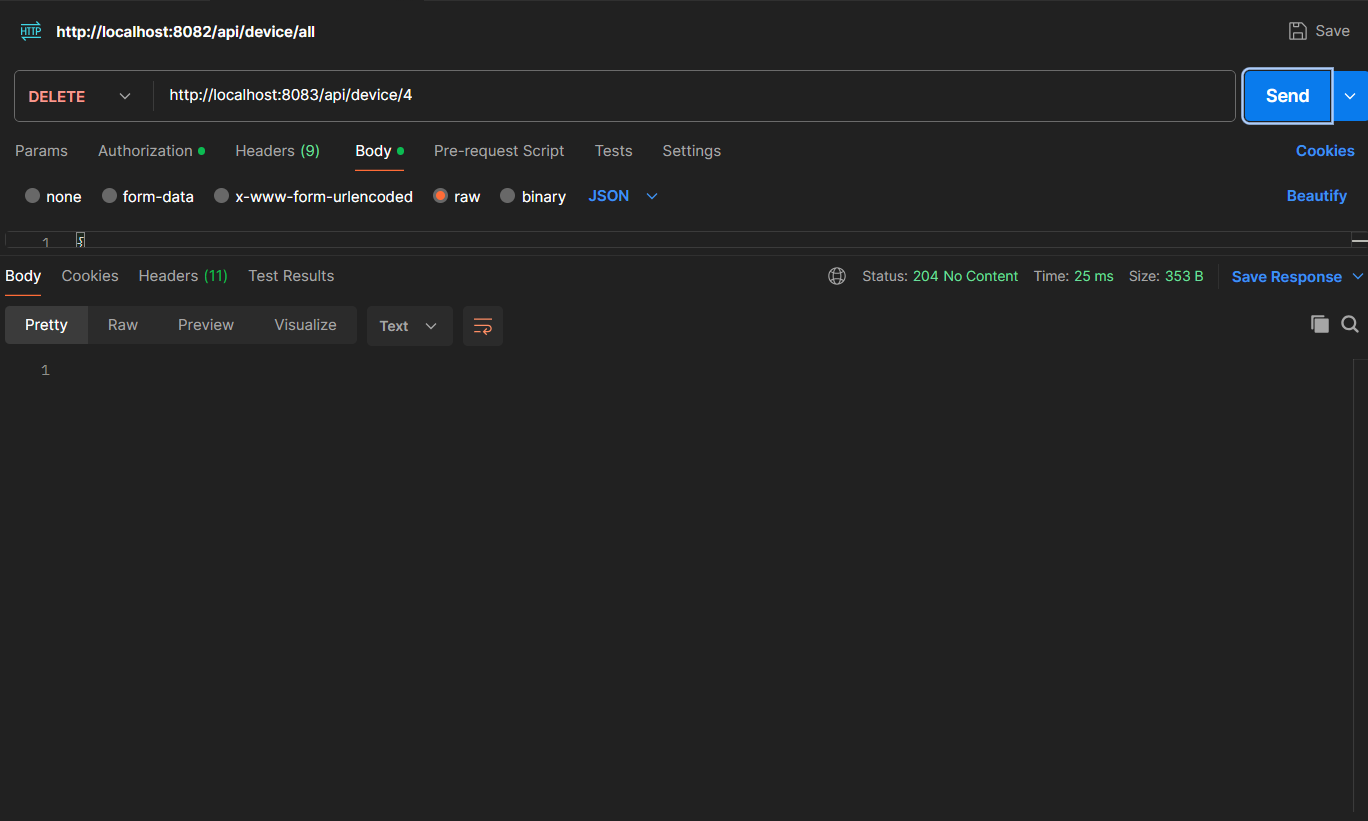 HTTP http://localhost:8082/api/device/all Save
DELETE http://localhost:8083/api/device/4 Send
Params Authorization Headers (9) Body Pre-request Script Tests Settings Cookies
none form-data x-www-form-urlencoded raw binary JSON Beautify
1 {
Body Cookies Headers (11) Test Results Status: 204 No Content Time: 25 ms Size: 353 B Save Response
Pretty Raw Preview Visualize Text
1